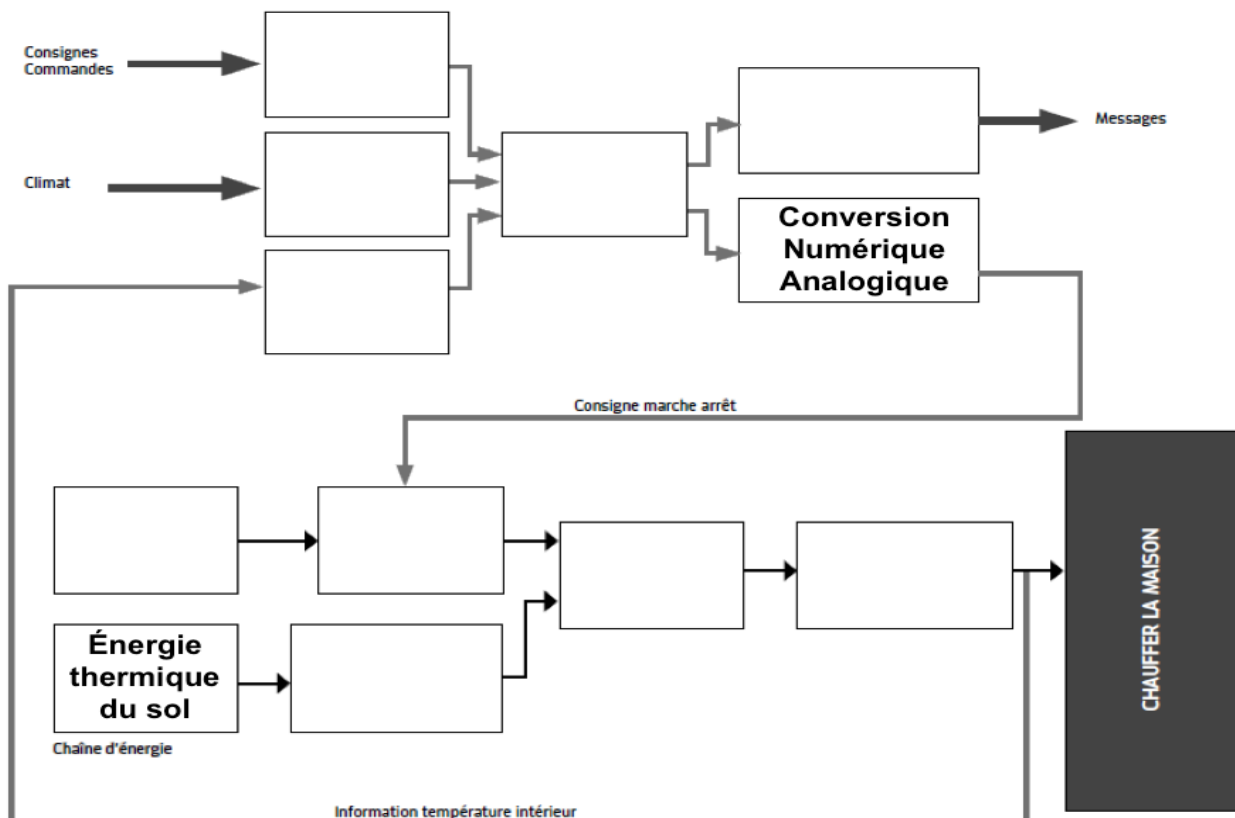 Consignes
Commandes
Messages
Climat
Conversion
Numérique
Analogique
Consigne marche arrêt
CHAUFFER LA MAISON
Énergie
thermique
du sol
Chaîne d'énergie
Information température intérieur